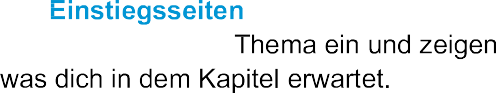 Einstiegsseiten
Thema ein und zeigen
was dich in dem Kapitel erwartet.